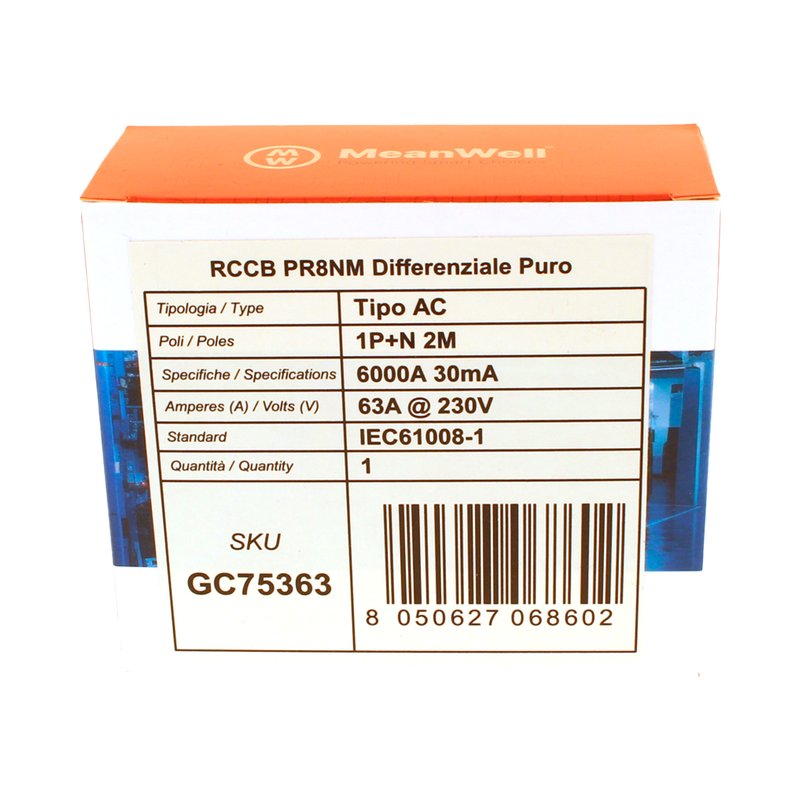 MW MeanWell
RCCB PR8NM Differenziale Puro
Tipologia / Type Tipo AC
Poli / Poles 1P+N 2M
Specifiche / Specifications 6000A 30mA
Amperes (A) / Volts (V) 63A @ 230V
Standard IEC61008-1
Quantità / Quantity 1
SKU
GC75363
8 050627 068602